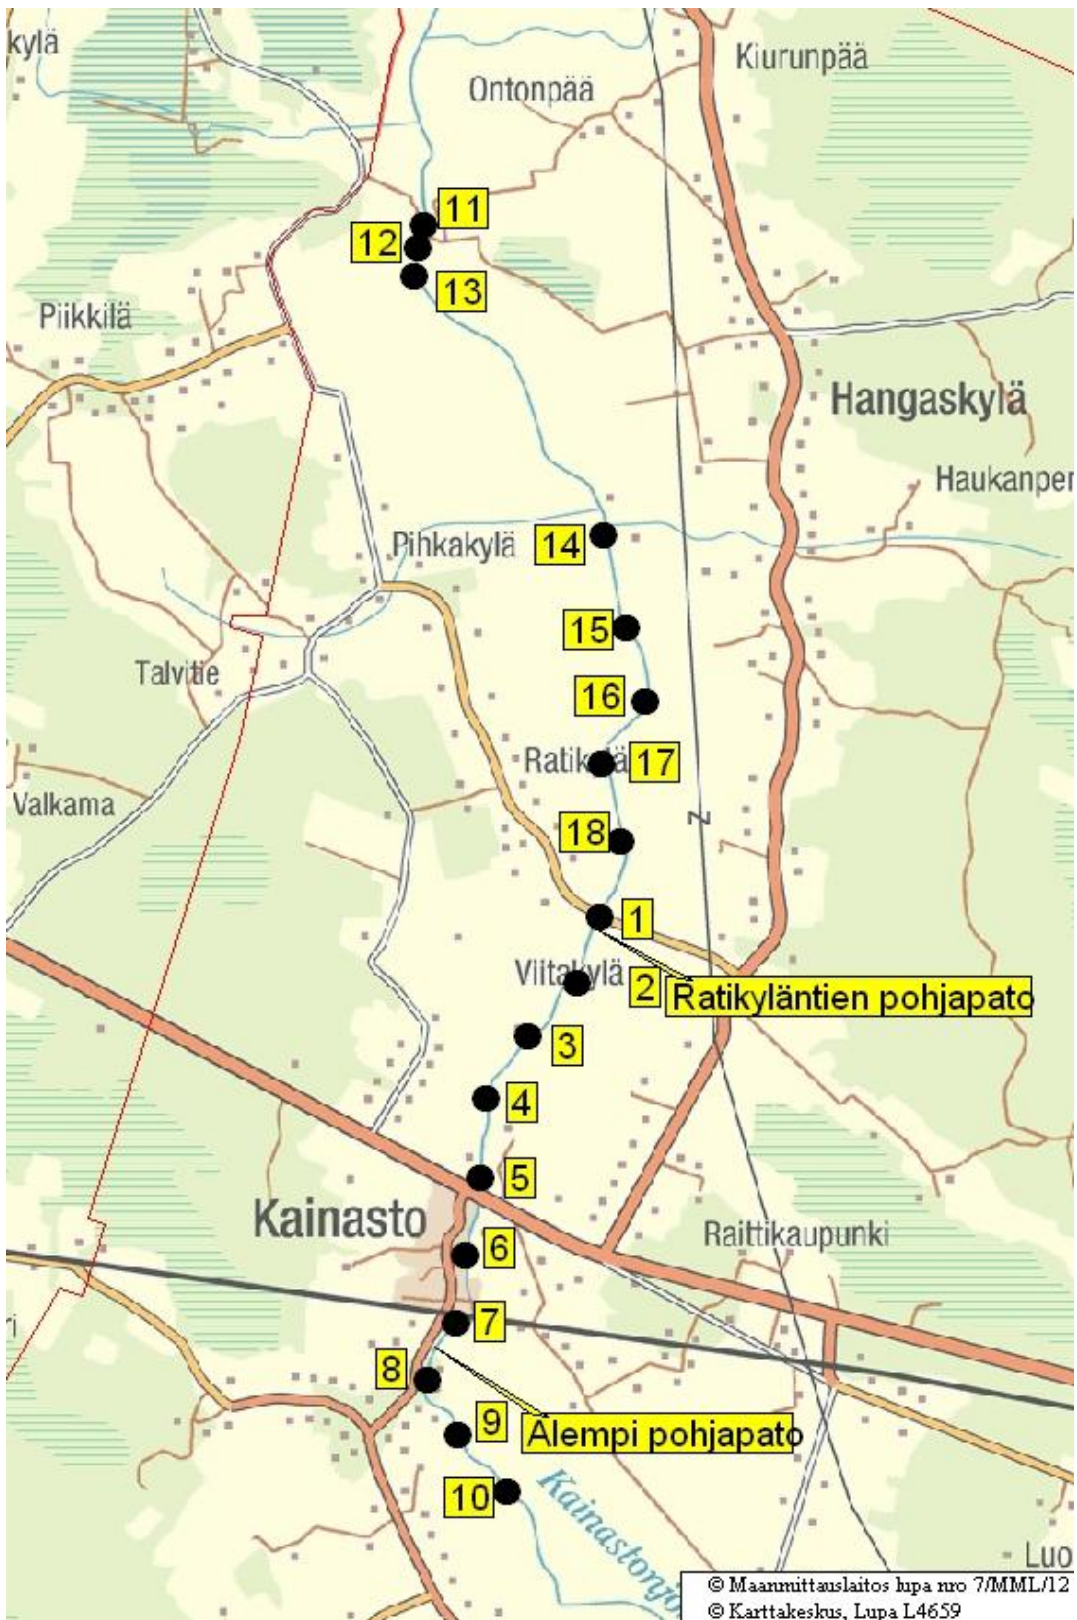 kylä
Kiurunpää
Ontonpää
11
12
13
Piikkilä
Hangaskylä
Haukanper
14
Pihkakylä
15
Talvitie
16
17
Valkama
18
1
Viitakylä
2
Ratikyläntien pohjapato
3
4
5
Kainasto
6
Raittikaupunki
ri
7
8
9
Alempi pohjapato
10
Kainastonjo
Luo
© Maanmittauslaitos lupa nro 7/MML/12
© Karttakeskus, Lupa L4659